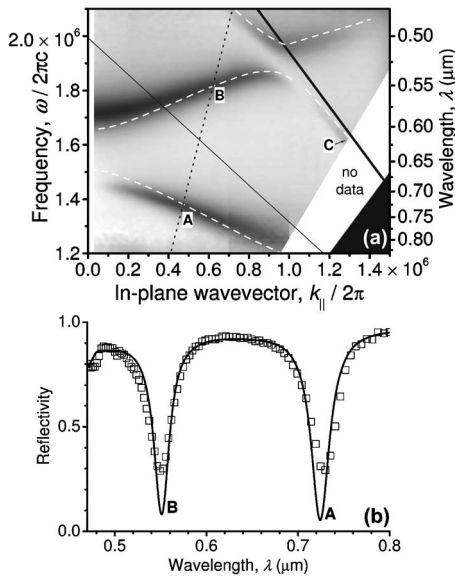 2.0 × 10⁶
1.8
1.6
1.4
1.2
Frequency, ω / 2πc
0.50
0.55
0.60
0.65
0.70
0.75
0.80
Wavelength, λ (μm)
B
A
C
no
data
(a)
0.0 0.2 0.4 0.6 0.8 1.0 1.2 1.4 × 10⁶
In-plane wavevector, k∥ / 2π
1.0
0.5
0.0
Reflectivity
B
A
(b)
0.5 0.6 0.7 0.8
Wavelength, λ (μm)